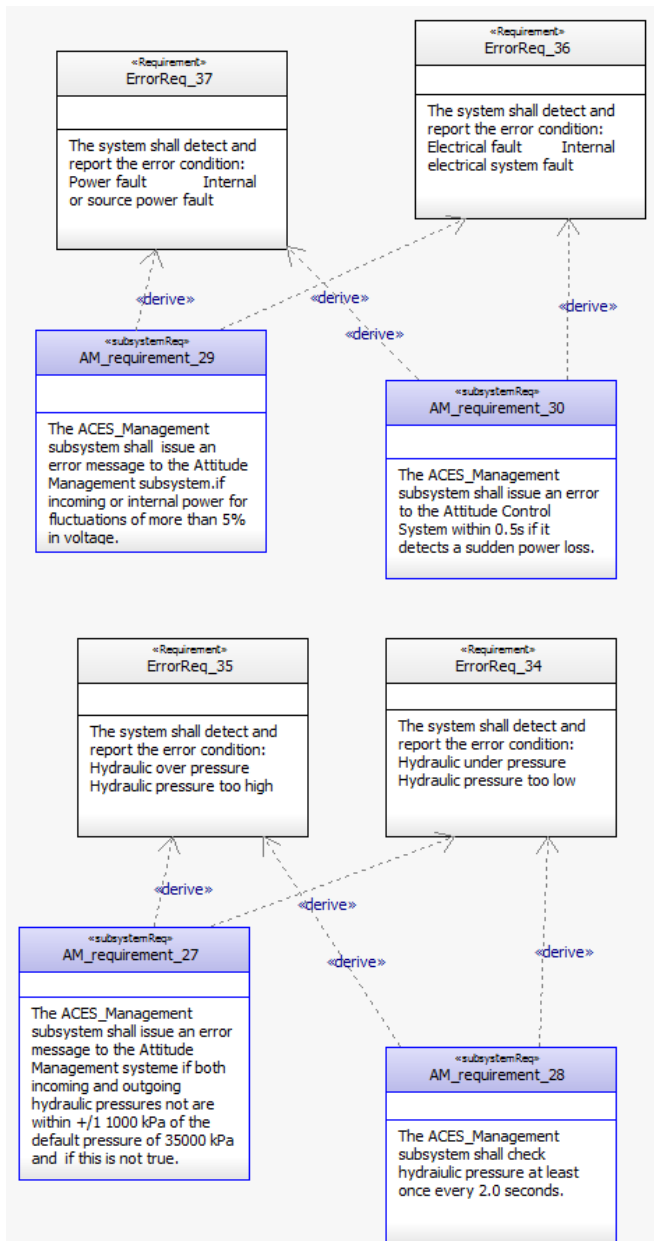 «Requirement»
ErrorReq_37
The system shall detect and
report the error condition:
Power fault Internal
or source power fault
«Requirement»
ErrorReq_36
The system shall detect and
report the error condition:
Electrical fault Internal
electrical system fault
«derive»
«derive»
«derive»
«derive»
«subsystemReq»
AM_requirement_29
The ACES_Management
subsystem shall issue an
error message to the Attitude
Management subsystem.if
incoming or internal power for
fluctuations of more than 5%
in voltage.
«subsystemReq»
AM_requirement_30
The ACES_Management
subsystem shall issue an error
to the Attitude Control
System within 0.5s if it
detects a sudden power loss.
«Requirement»
ErrorReq_35
The system shall detect and
report the error condition:
Hydraulic over pressure
Hydraulic pressure too high
«Requirement»
ErrorReq_34
The system shall detect and
report the error condition:
Hydraulic under pressure
Hydraulic pressure too low
«derive»
«derive»
«derive»
«derive»
«subsystemReq»
AM_requirement_27
The ACES_Management
subsystem shall issue an error
message to the Attitude
Management systeme if both
incoming and outgoing
hydraulic pressures not are
within +/1 1000 kPa of the
default pressure of 35000 kPa
and if this is not true.
«subsystemReq»
AM_requirement_28
The ACES_Management
subsystem shall check
hydraiulic pressure at least
once every 2.0 seconds.